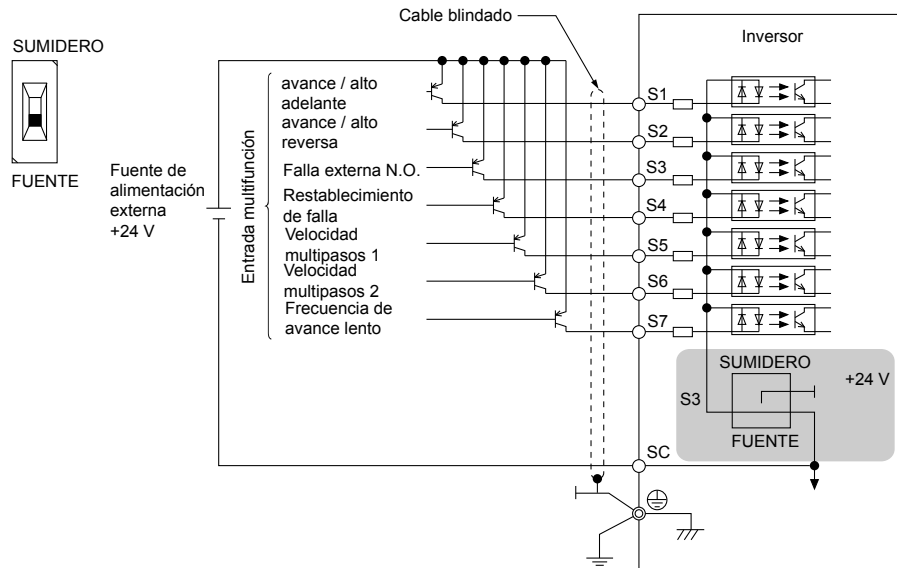 Cable blindado
Inversor
SUMIDERO
FUENTE
Fuente de
alimentación
externa
+24 V
Entrada multifunción
avance / alto
adelante
avance / alto
reversa
Falla externa N.O.
Restablecimiento
de falla
Velocidad
multipasos 1
Velocidad
multipasos 2
Frecuencia de
avance lento
S1
S2
S3
S4
S5
S6
S7
SUMIDERO
+24 V
S3
FUENTE
SC